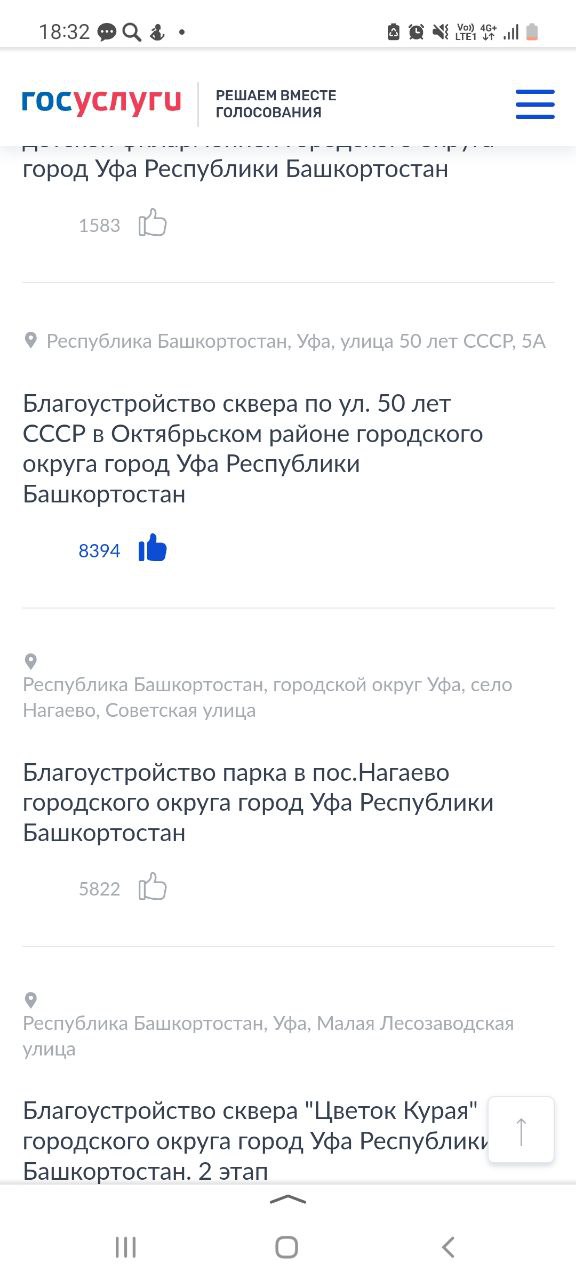 18:32
Vo)) 4G+
LTE1
госуслуги
РЕШАЕМ ВМЕСТЕ
ГОЛОСОВАНИЯ
город Уфа Республики Башкортостан
1583
Республика Башкортостан, Уфа, улица 50 лет СССР, 5А
Благоустройство сквера по ул. 50 лет
СССР в Октябрьском районе городского
округа город Уфа Республики
Башкортостан
8394
Республика Башкортостан, городской округ Уфа, село
Нагаево, Советская улица
Благоустройство парка в пос.Нагаево
городского округа город Уфа Республики
Башкортостан
5822
Республика Башкортостан, Уфа, Малая Лесозаводская
улица
Благоустройство сквера "Цветок Курая"
городского округа город Уфа Республики
Башкортостан. 2 этап